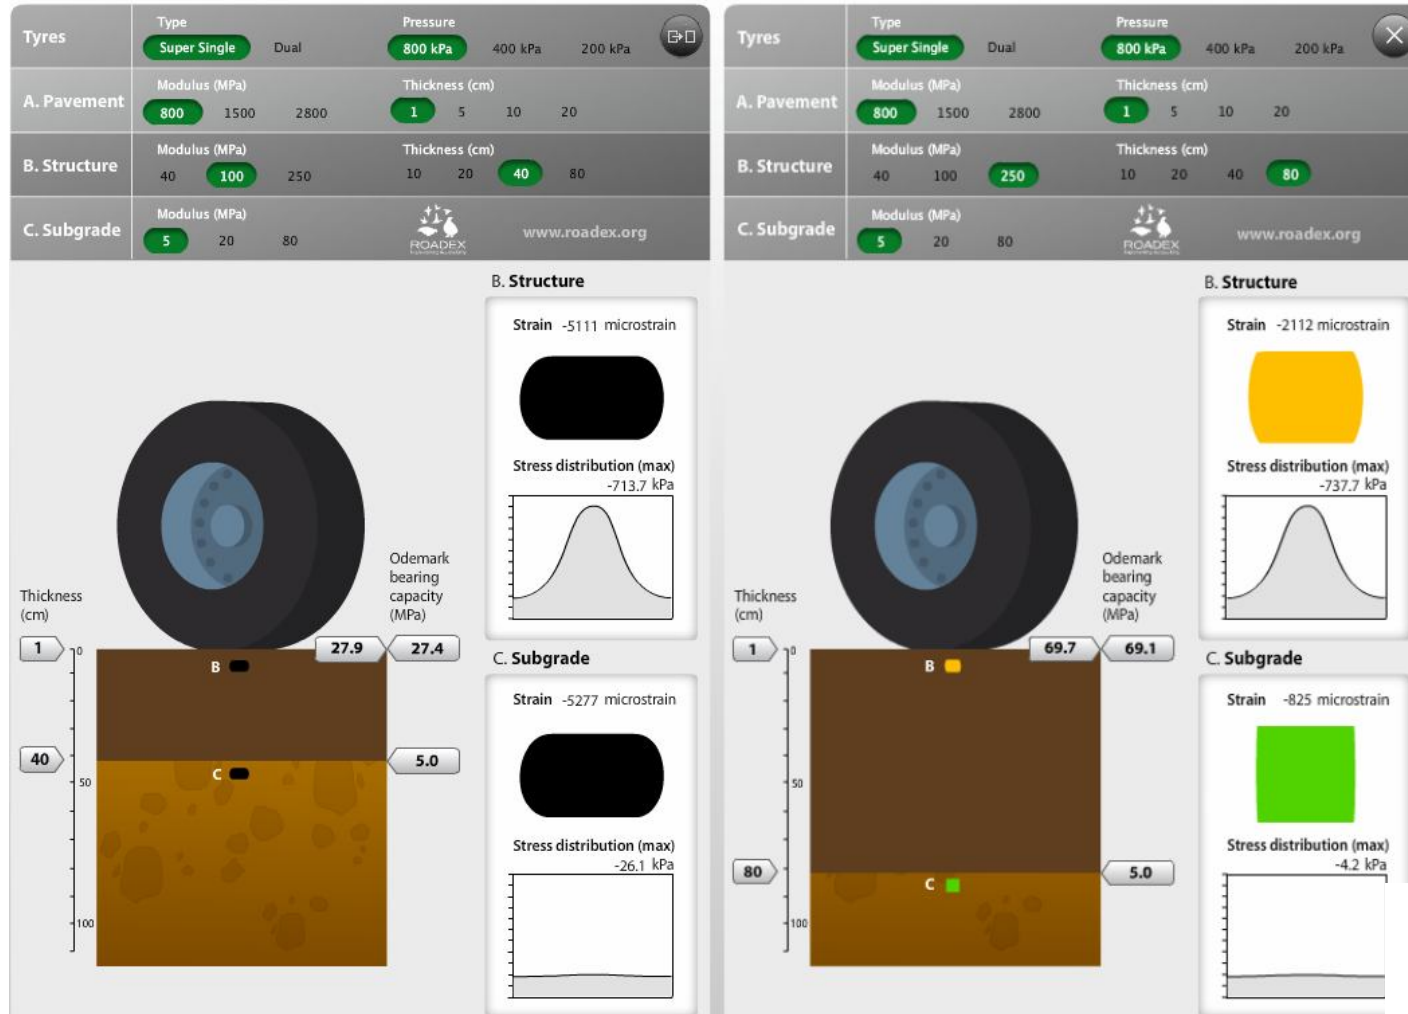 Tyres
Type
Pressure
Super Single Dual
800 kPa 400 kPa 200 kPa
A. Pavement
Modulus (MPa)
Thickness (cm)
800 1500 2800
1 5 10 20
B. Structure
Modulus (MPa)
Thickness (cm)
40 100 250
10 20 40 80
C. Subgrade
Modulus (MPa)
5 20 80
ROADEX
www.roadex.org
B. Structure
Strain -5111 microstrain
Stress distribution (max)
-713.7 kPa
Odemark
bearing
capacity
(MPa)
Thickness
(cm)
1
0
27.9
27.4
B
40
5.0
C
50
100
C. Subgrade
Strain -5277 microstrain
Stress distribution (max)
-26.1 kPa
Tyres
Type
Pressure
Super Single Dual
800 kPa 400 kPa 200 kPa
A. Pavement
Modulus (MPa)
Thickness (cm)
800 1500 2800
1 5 10 20
B. Structure
Modulus (MPa)
Thickness (cm)
40 100 250
10 20 40 80
C. Subgrade
Modulus (MPa)
5 20 80
ROADEX
www.roadex.org
B. Structure
Strain -2112 microstrain
Stress distribution (max)
-737.7 kPa
Odemark
bearing
capacity
(MPa)
Thickness
(cm)
1
0
69.7
69.1
B
50
80
5.0
C
100
C. Subgrade
Strain -825 microstrain
Stress distribution (max)
-4.2 kPa